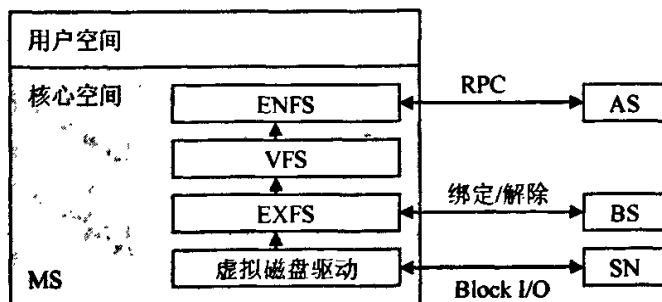 用户空间
核心空间
ENFS
RPC
AS
VFS
EXFS
绑定/解除
BS
MS
虚拟磁盘驱动
SN
Block I/O